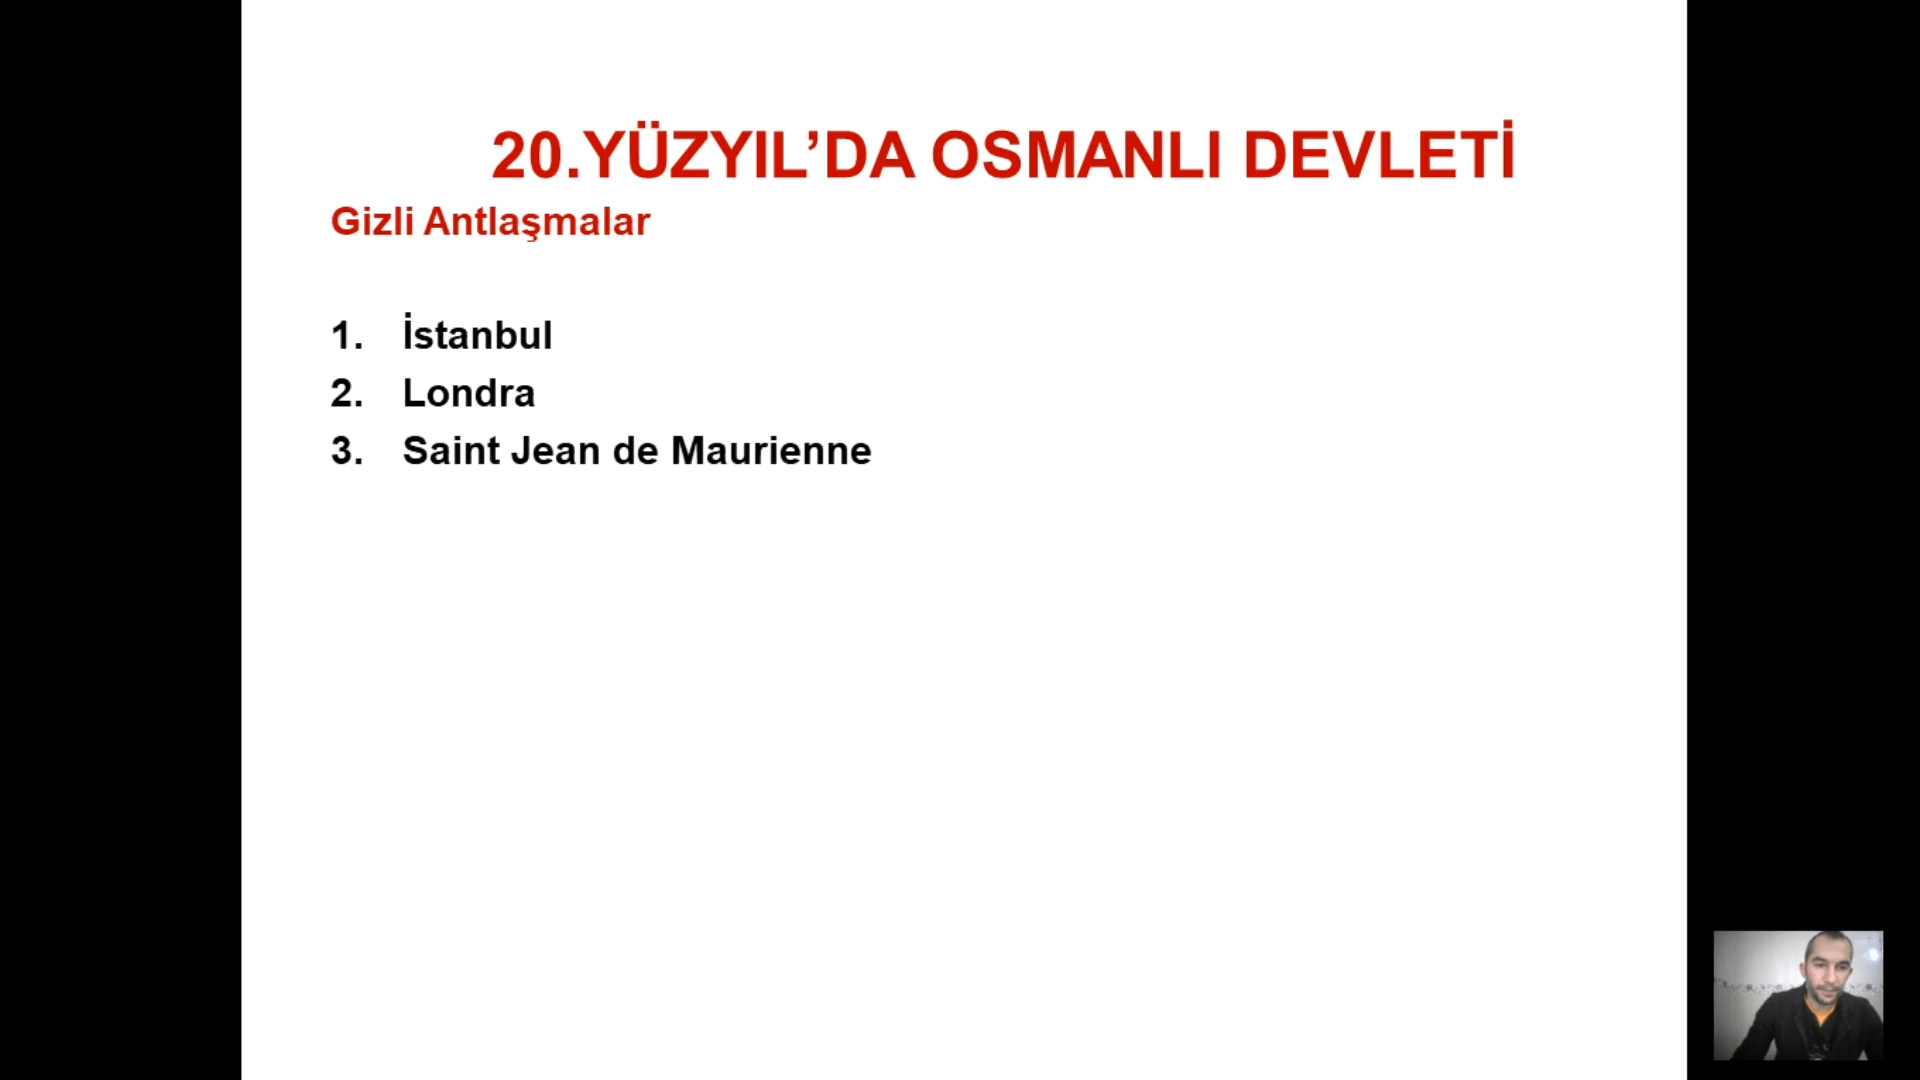 20.YÜZYIL’DA OSMANLI DEVLETİ
Gizli Antlaşmalar
1. İstanbul
2. Londra
3. Saint Jean de Maurienne